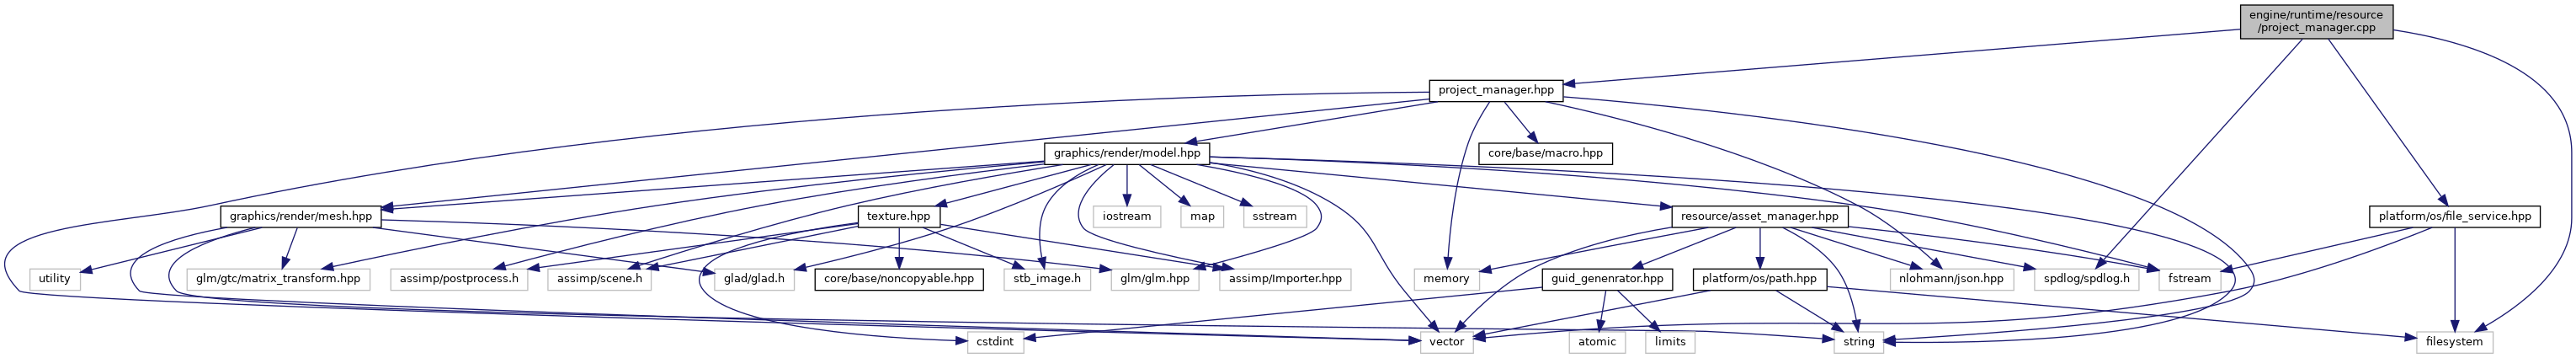 engine/runtime/resource
/project_manager.cpp
project_manager.hpp
graphics/render/model.hpp
core/base/macro.hpp
graphics/render/mesh.hpp
texture.hpp
iostream
map
sstream
resource/asset_manager.hpp
platform/os/file_service.hpp
utility
glm/gtc/matrix_transform.hpp
assimp/postprocess.h
assimp/scene.h
glad/glad.h
core/base/noncopyable.hpp
stb_image.h
glm/glm.hpp
assimp/Importer.hpp
memory
guid_genenrator.hpp
platform/os/path.hpp
nlohmann/json.hpp
spdlog/spdlog.h
fstream
cstdint
vector
atomic
limits
string
filesystem